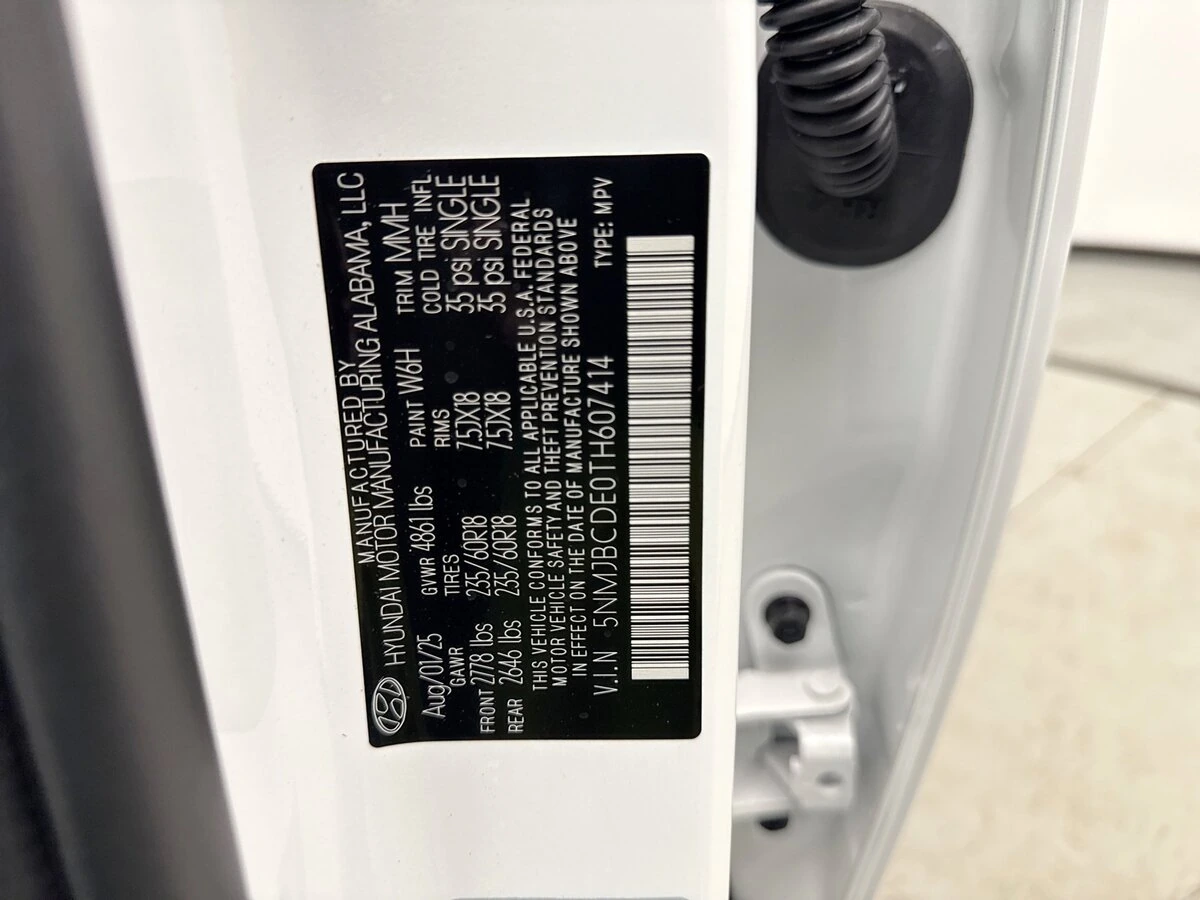 MANUFACTURED BY
HYUNDAI MOTOR MANUFACTURING ALABAMA, LLC
Aug/01/25 GVWR 4861 lbs PAINT W6H TRIM MMH
GAWR TIRES RIMS COLD TIRE INFL
FRONT 2778 lbs 235/60R18 7.5JX18 35 psi SINGLE
REAR 2646 lbs 235/60R18 7.5JX18 35 psi SINGLE
THIS VEHICLE CONFORMS TO ALL APPLICABLE U.S.A. FEDERAL
MOTOR VEHICLE SAFETY AND THEFT PREVENTION STANDARDS
IN EFFECT ON THE DATE OF MANUFACTURE SHOWN ABOVE
V.I.N 5NMJBCDE0TH607414 TYPE: MPV